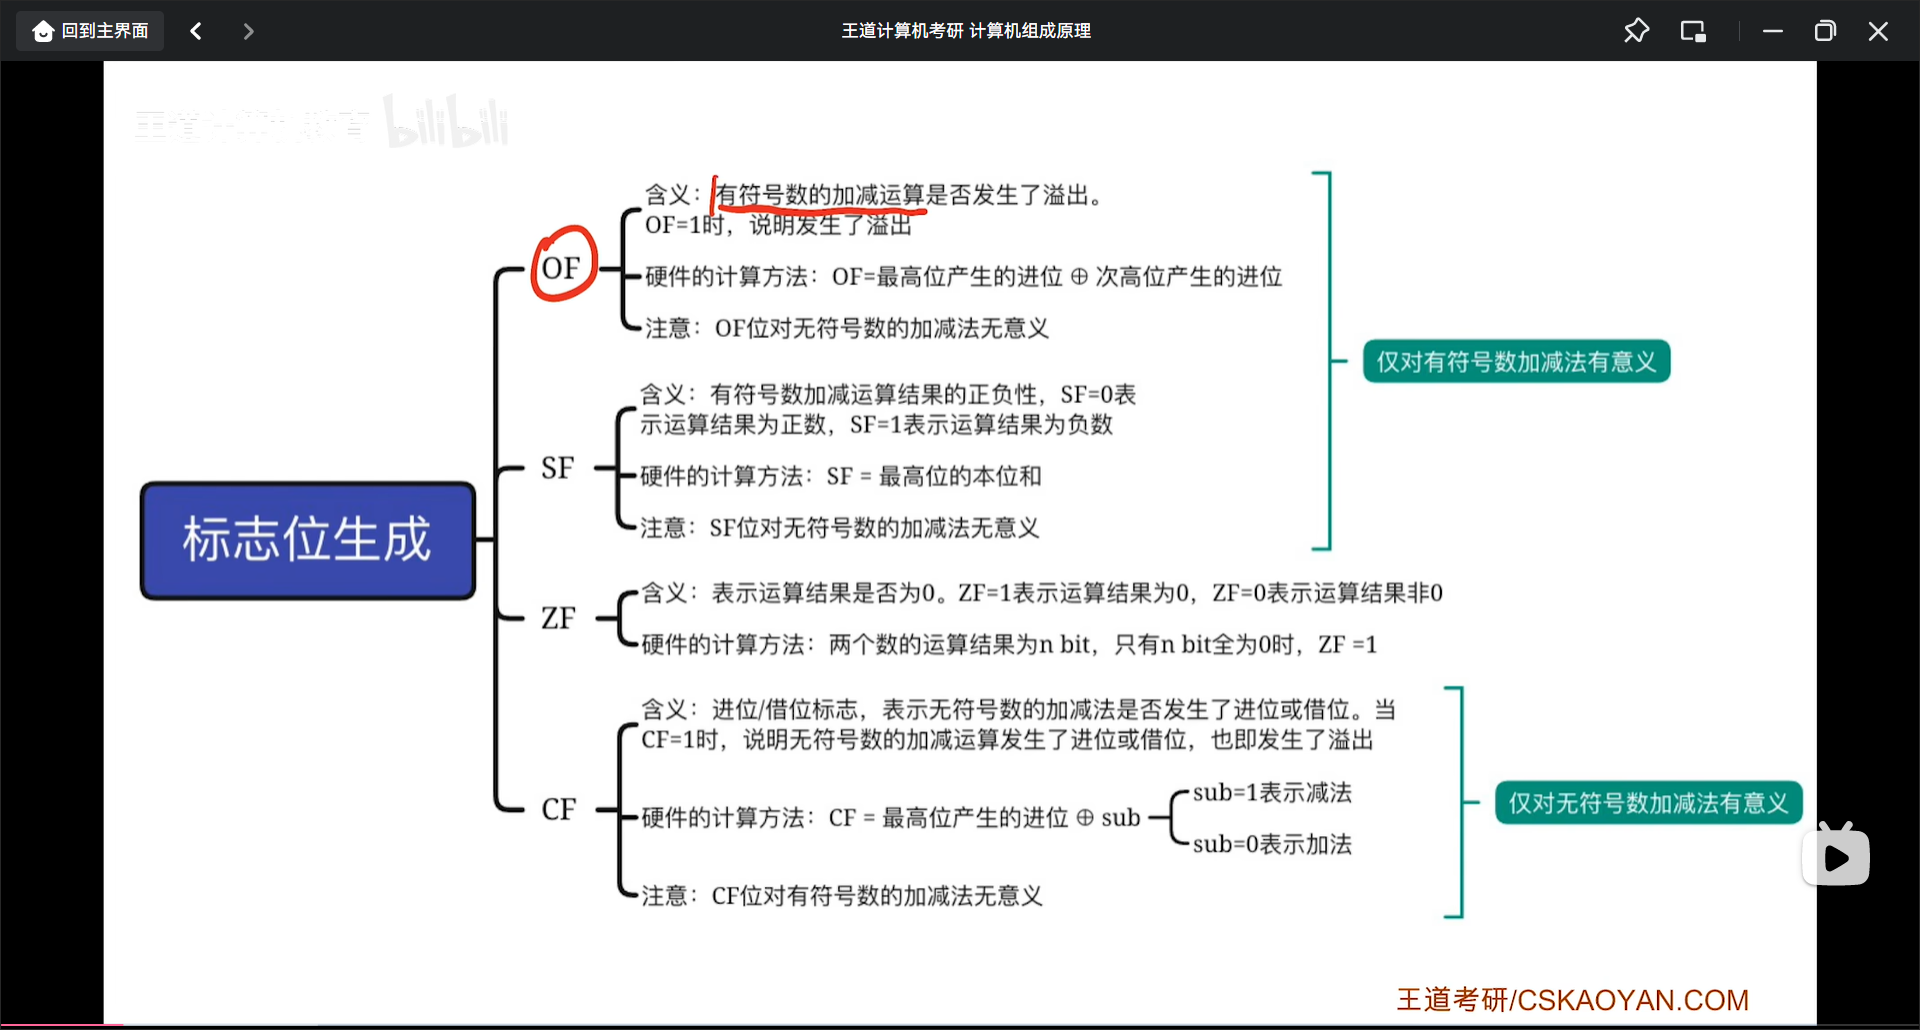 回到主界面
王道计算机考研 计算机组成原理
bilibili
含义：有符号数的加减运算是否发生了溢出。
OF=1时，说明发生了溢出
OF
硬件的计算方法：OF=最高位产生的进位 ⊕ 次高位产生的进位
注意：OF位对无符号数的加减法无意义
仅对有符号数加减法有意义
含义：有符号数加减运算结果的正负性，SF=0表
示运算结果为正数，SF=1表示运算结果为负数
SF
硬件的计算方法：SF = 最高位的本位和
注意：SF位对无符号数的加减法无意义
标志位生成
含义：表示运算结果是否为0。ZF=1表示运算结果为0，ZF=0表示运算结果非0
ZF
硬件的计算方法：两个数的运算结果为n bit，只有n bit全为0时，ZF =1
含义：进位/借位标志，表示无符号数的加减法是否发生了进位或借位。当
CF=1时，说明无符号数的加减运算发生了进位或借位，也即发生了溢出
CF
硬件的计算方法：CF = 最高位产生的进位 ⊕ sub
sub=1表示减法
sub=0表示加法
仅对无符号数加减法有意义
注意：CF位对有符号数的加减法无意义
王道考研/CSKAOYAN.COM